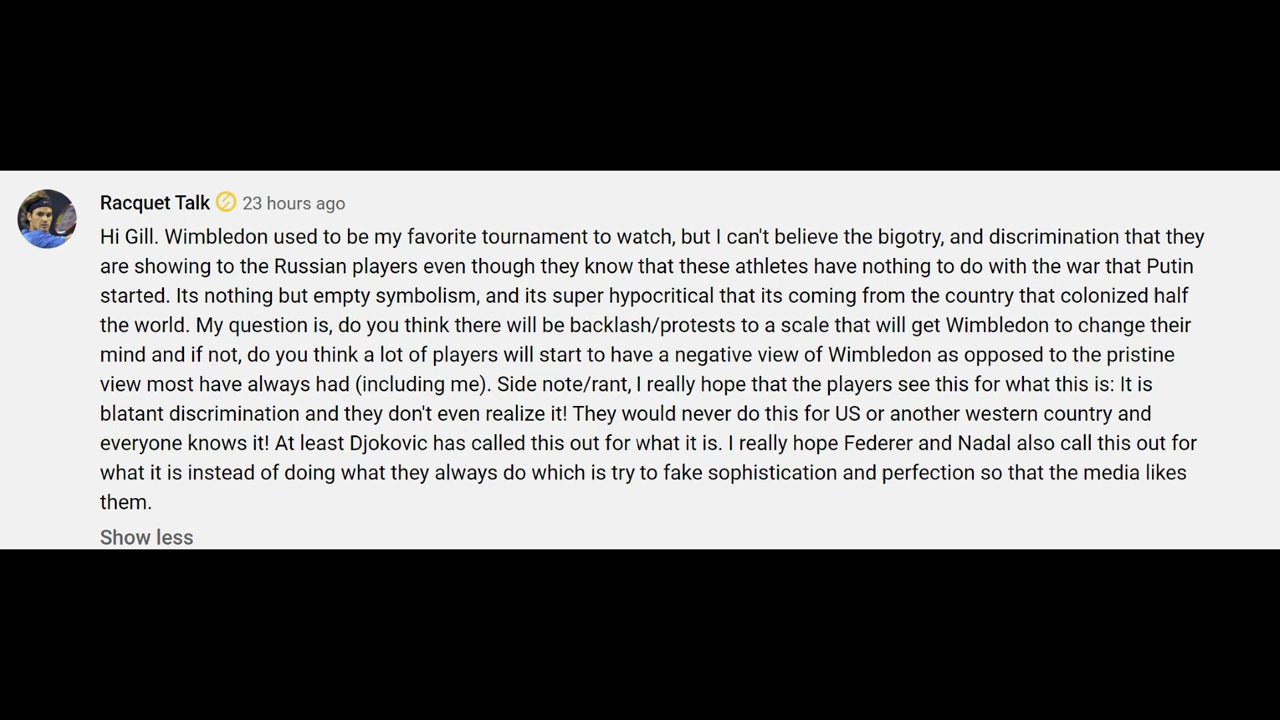 Racquet Talk 23 hours ago
Hi Gill. Wimbledon used to be my favorite tournament to watch, but I can't believe the bigotry, and discrimination that they
are showing to the Russian players even though they know that these athletes have nothing to do with the war that Putin
started. Its nothing but empty symbolism, and its super hypocritical that its coming from the country that colonized half
the world. My question is, do you think there will be backlash/protests to a scale that will get Wimbledon to change their
mind and if not, do you think a lot of players will start to have a negative view of Wimbledon as opposed to the pristine
view most have always had (including me). Side note/rant, I really hope that the players see this for what this is: It is
blatant discrimination and they don't even realize it! They would never do this for US or another western country and
everyone knows it! At least Djokovic has called this out for what it is. I really hope Federer and Nadal also call this out for
what it is instead of doing what they always do which is try to fake sophistication and perfection so that the media likes
them.
Show less